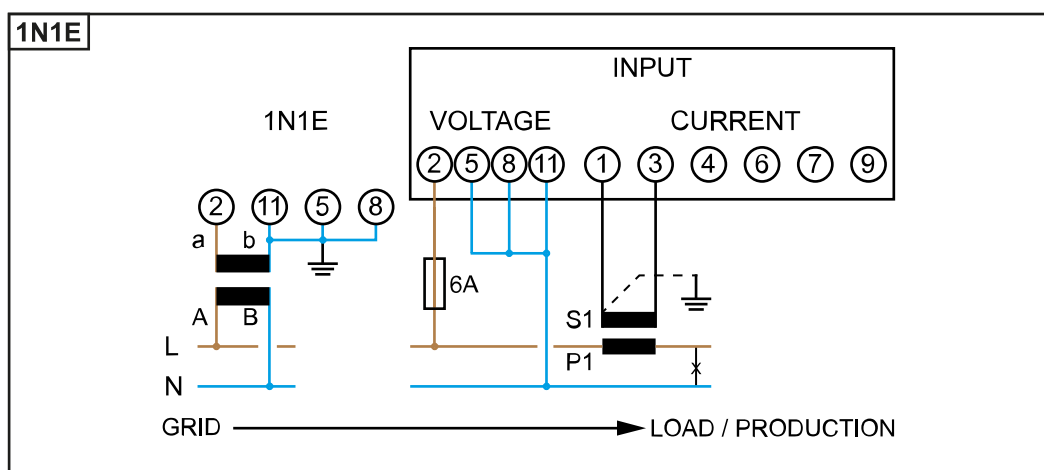 1N1E
INPUT
1N1E
VOLTAGE CURRENT
2 5 8 11 1 3 4 6 7 9
2 11 5 8
a b
6A
A B
S1
L
P1
N
GRID LOAD / PRODUCTION